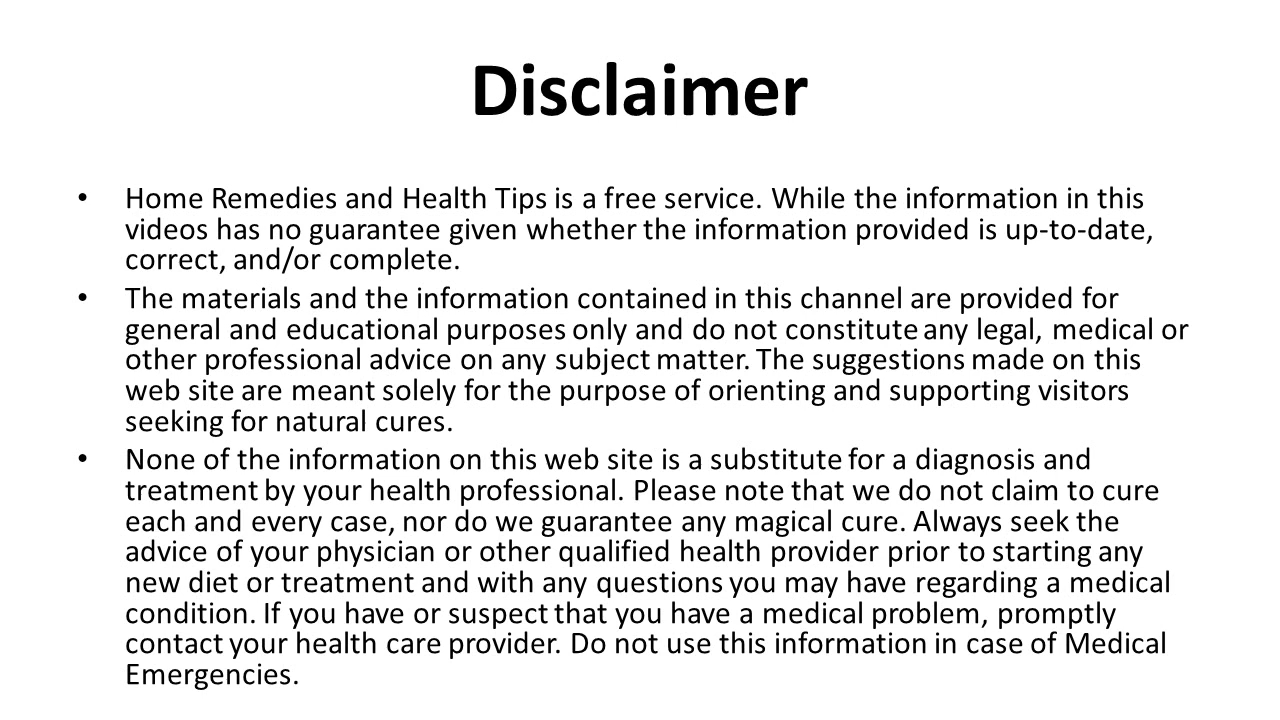 Disclaimer
• Home Remedies and Health Tips is a free service. While the information in this
videos has no guarantee given whether the information provided is up-to-date,
correct, and/or complete.
• The materials and the information contained in this channel are provided for
general and educational purposes only and do not constitute any legal, medical or
other professional advice on any subject matter. The suggestions made on this
web site are meant solely for the purpose of orienting and supporting visitors
seeking for natural cures.
• None of the information on this web site is a substitute for a diagnosis and
treatment by your health professional. Please note that we do not claim to cure
each and every case, nor do we guarantee any magical cure. Always seek the
advice of your physician or other qualified health provider prior to starting any
new diet or treatment and with any questions you may have regarding a medical
condition. If you have or suspect that you have a medical problem, promptly
contact your health care provider. Do not use this information in case of Medical
Emergencies.